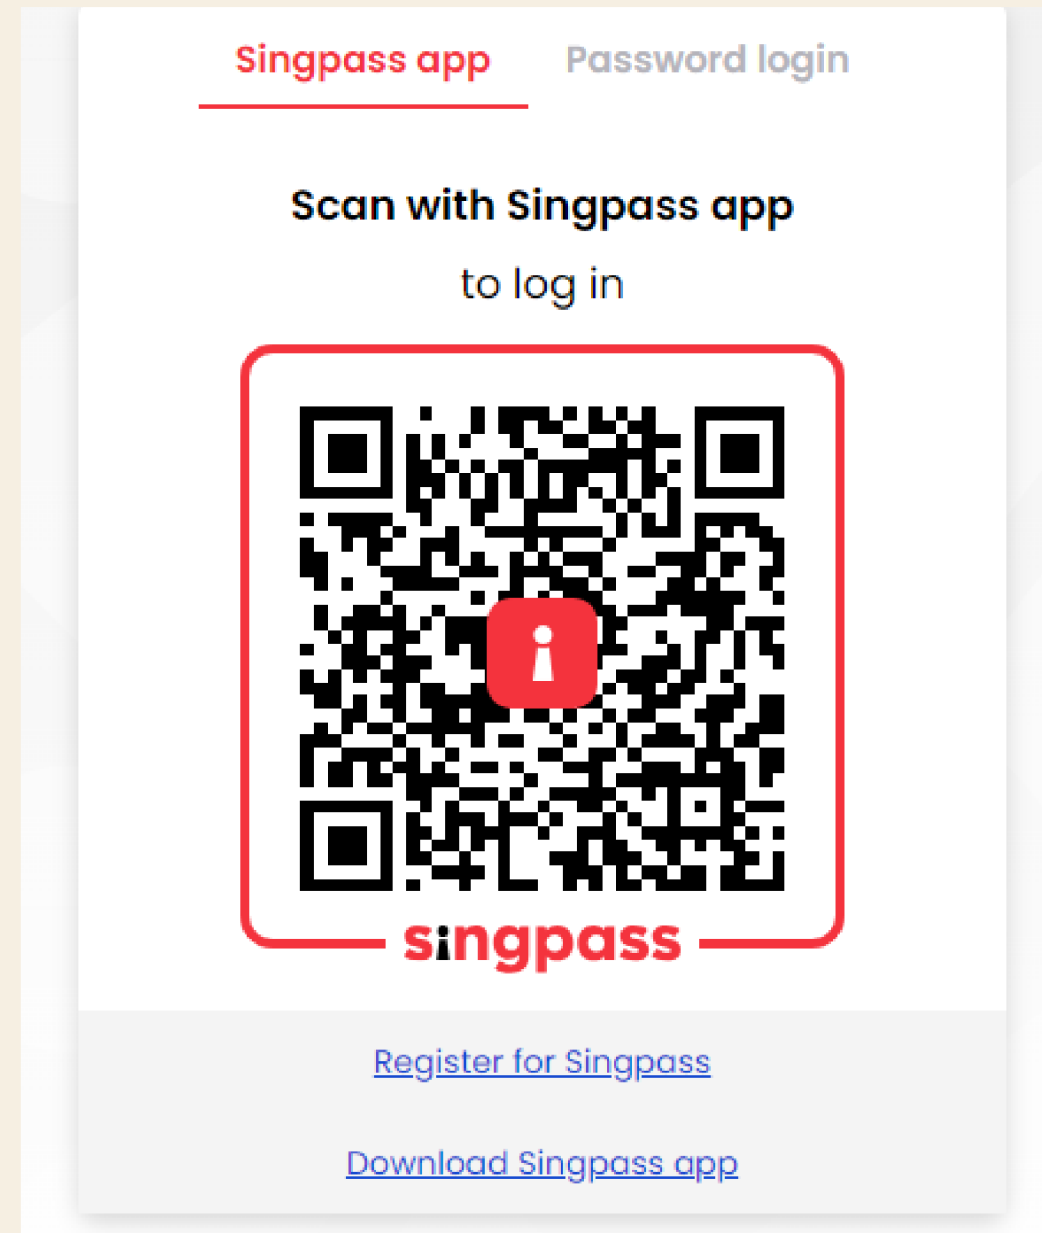 Singpass app Password login
Scan with Singpass app
to log in
singpass
Register for Singpass
Download Singpass app